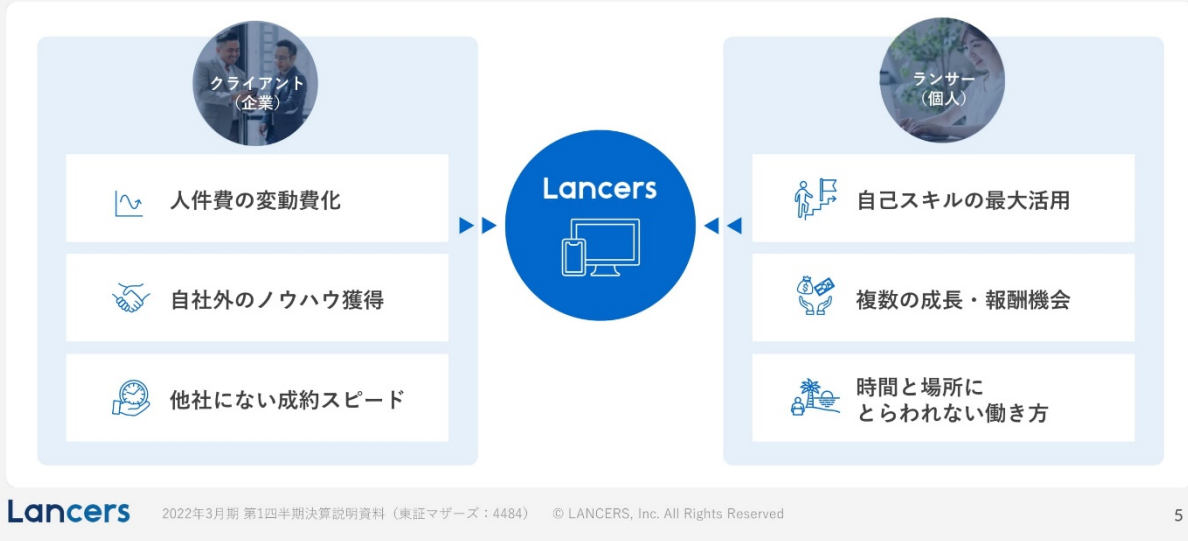 クライアント
(企業)
人件費の変動費化
自社外のノウハウ獲得
他社にない成約スピード
Lancers
ランサー
(個人)
自己スキルの最大活用
複数の成長・報酬機会
時間と場所に
とらわれない働き方
Lancers 2022年3月期 第1四半期決算説明資料（東証マザーズ：4484） © LANCERS, Inc. All Rights Reserved 5